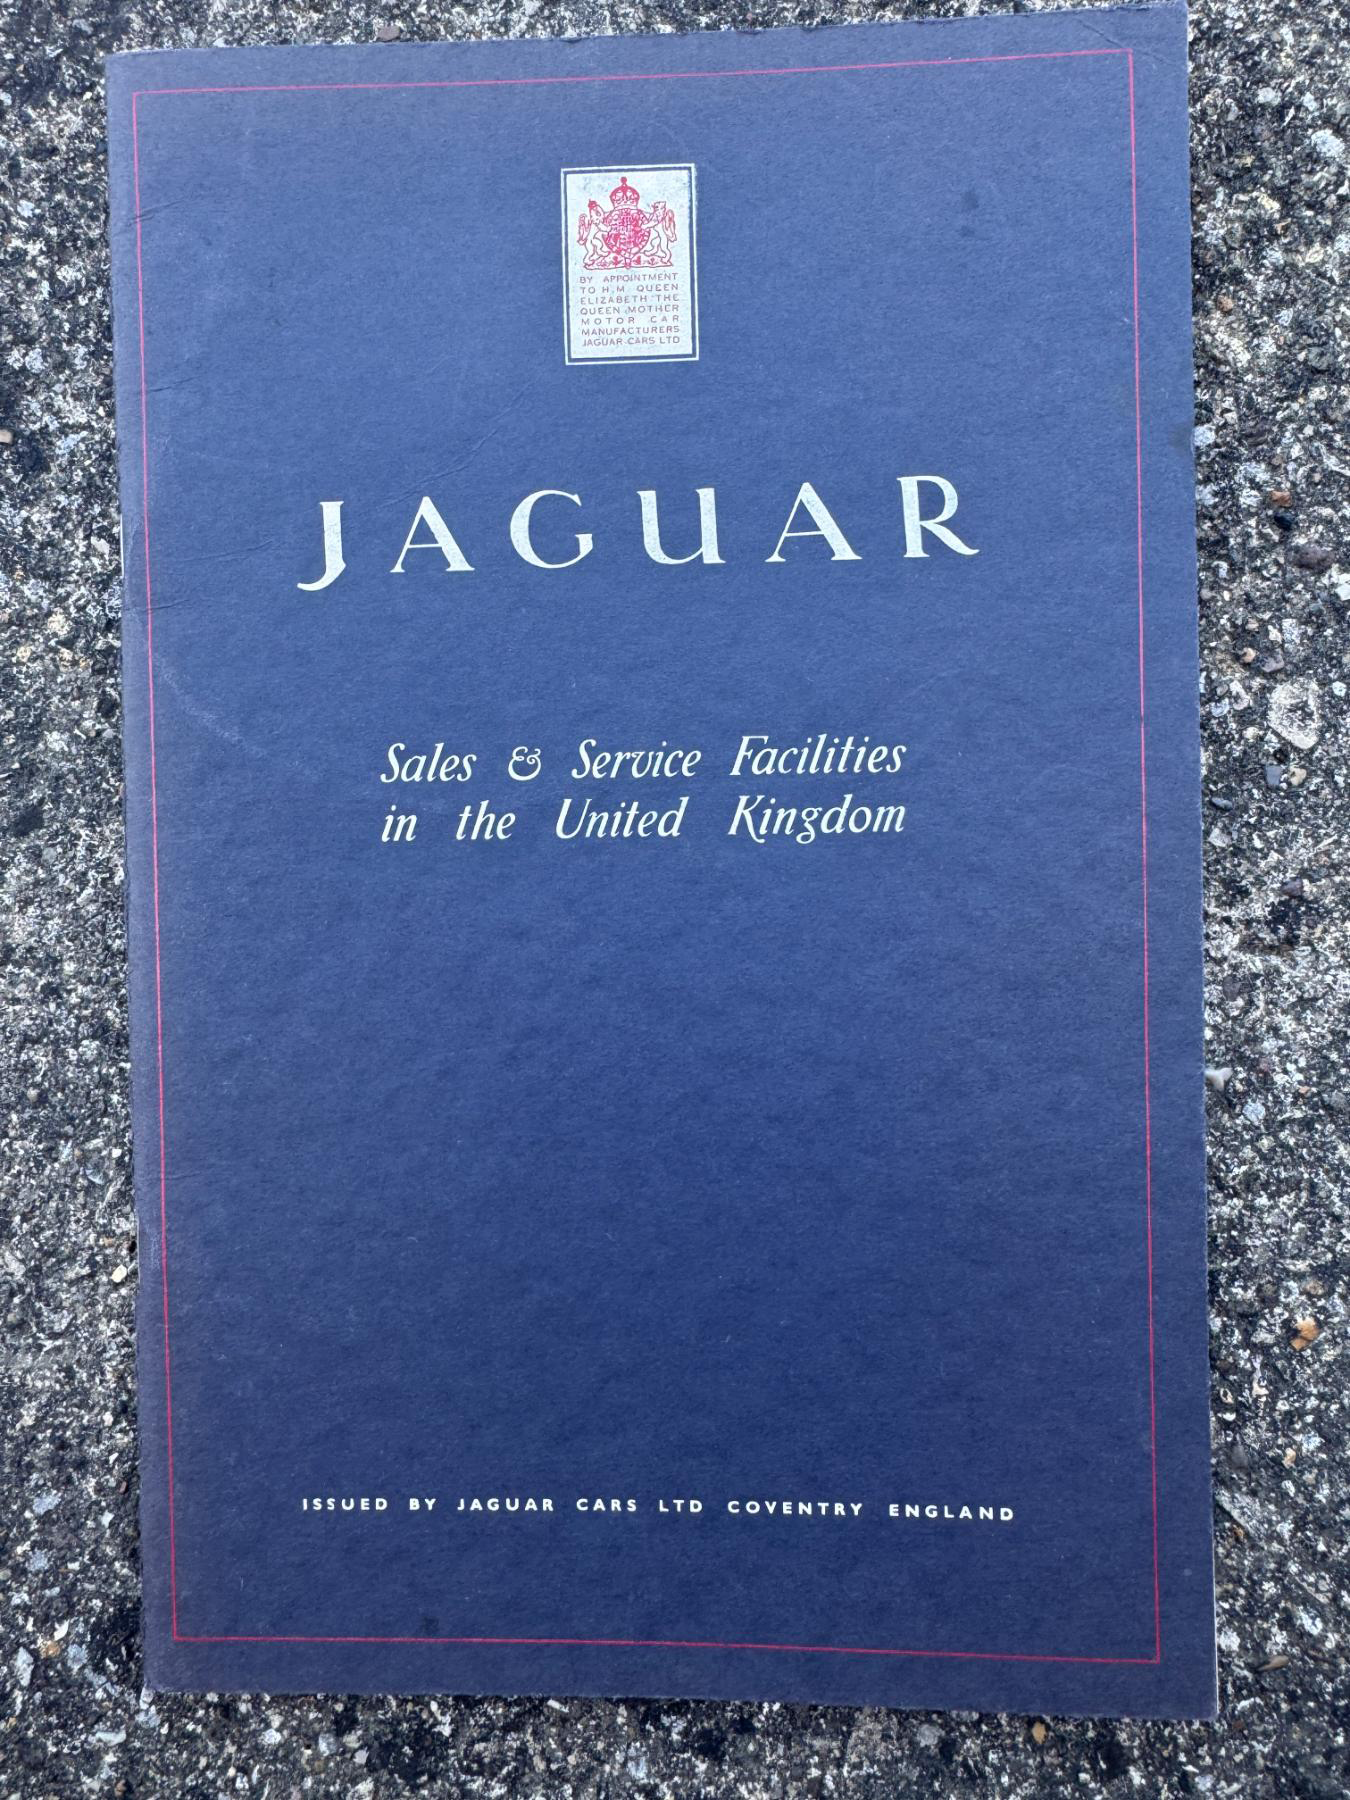 BY APPOINTMENT
TO H.M QUEEN
ELIZABETH THE
QUEEN MOTHER
MOTOR CAR
MANUFACTURERS
JAGUAR CARS LTD
JAGUAR
Sales & Service Facilities
in the United Kingdom
ISSUED BY JAGUAR CARS LTD COVENTRY ENGLAND